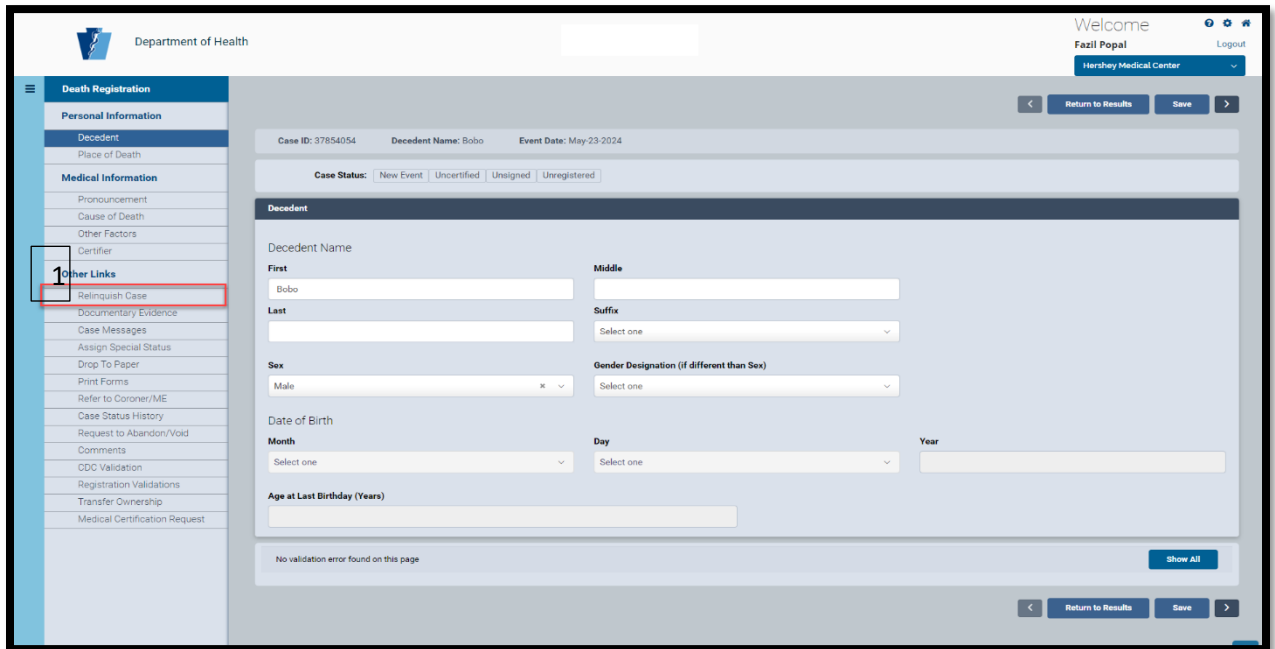 Department of Health
Welcome
Fazil Popal
Logout
Hershey Medical Center
Death Registration
Personal Information
Decedent
Place of Death
Medical Information
Pronouncement
Cause of Death
Other Factors
Certifier
1
Other Links
Relinquish Case
Documentary Evidence
Case Messages
Assign Special Status
Drop To Paper
Print Forms
Refer to Coroner/ME
Case Status History
Request to Abandon/Void
Comments
CDC Validation
Registration Validations
Transfer Ownership
Medical Certification Request
Return to Results Save
Case ID: 37854054 Decedent Name: Bobo Event Date: May-23-2024
Case Status: New Event Uncertified Unsigned Unregistered
Decedent
Decedent Name
First Middle
Bobo
Last Suffix
Select one
Sex Gender Designation (if different than Sex)
Male × Select one
Date of Birth
Month Day Year
Select one Select one
Age at Last Birthday (Years)
No validation error found on this page Show All
Return to Results Save